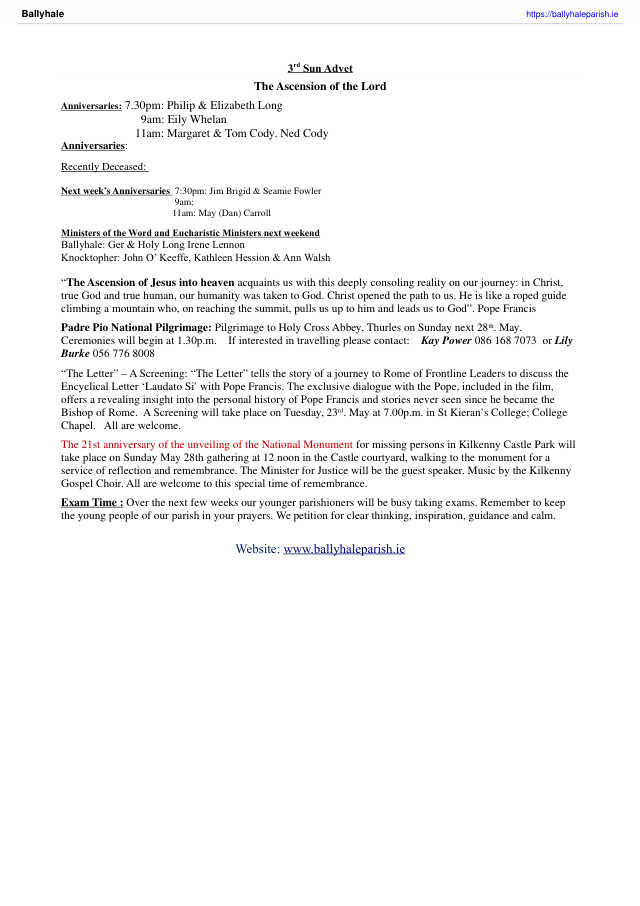 Ballyhale https://ballyhaleparish.ie
3rd Sun Advet
The Ascension of the Lord
Anniversaries: 7.30pm: Philip & Elizabeth Long
9am: Eily Whelan
11am: Margaret & Tom Cody. Ned Cody
Anniversaries:
Recently Deceased:
Next week's Anniversaries 7:30pm: Jim Brigid & Seamie Fowler
9am:
11am: May (Dan) Carroll
Ministers of the Word and Eucharistic Ministers next weekend
Ballyhale: Ger & Holy Long Irene Lennon
Knocktopher: John O' Keeffe, Kathleen Hession & Ann Walsh
“The Ascension of Jesus into heaven acquaints us with this deeply consoling reality on our journey: in Christ,
true God and true human, our humanity was taken to God. Christ opened the path to us. He is like a roped guide
climbing a mountain who, on reaching the summit, pulls us up to him and leads us to God”. Pope Francis
Padre Pio National Pilgrimage: Pilgrimage to Holy Cross Abbey, Thurles on Sunday next 28th. May.
Ceremonies will begin at 1.30p.m. If interested in travelling please contact: Kay Power 086 168 7073 or Lily
Burke 056 776 8008
“The Letter” – A Screening: “The Letter” tells the story of a journey to Rome of Frontline Leaders to discuss the
Encyclical Letter ‘Laudato Si’ with Pope Francis. The exclusive dialogue with the Pope, included in the film,
offers a revealing insight into the personal history of Pope Francis and stories never seen since he became the
Bishop of Rome. A Screening will take place on Tuesday, 23rd. May at 7.00p.m. in St Kieran's College; College
Chapel. All are welcome.
The 21st anniversary of the unveiling of the National Monument for missing persons in Kilkenny Castle Park will
take place on Sunday May 28th gathering at 12 noon in the Castle courtyard, walking to the monument for a
service of reflection and remembrance. The Minister for Justice will be the guest speaker. Music by the Kilkenny
Gospel Choir. All are welcome to this special time of remembrance.
Exam Time : Over the next few weeks our younger parishioners will be busy taking exams. Remember to keep
the young people of our parish in your prayers. We petition for clear thinking, inspiration, guidance and calm.
Website: www.ballyhaleparish.ie